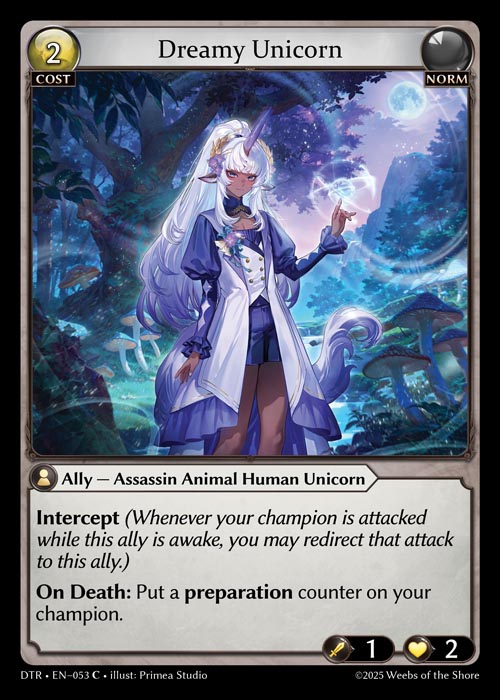 2
Dreamy Unicorn
COST
NORM
Ally — Assassin Animal Human Unicorn
Intercept (Whenever your champion is attacked
while this ally is awake, you may redirect that attack
to this ally.)
On Death: Put a preparation counter on your
champion.
1
2
DTR • EN–053 C • illust: Primea Studio
©2025 Weebs of the Shore